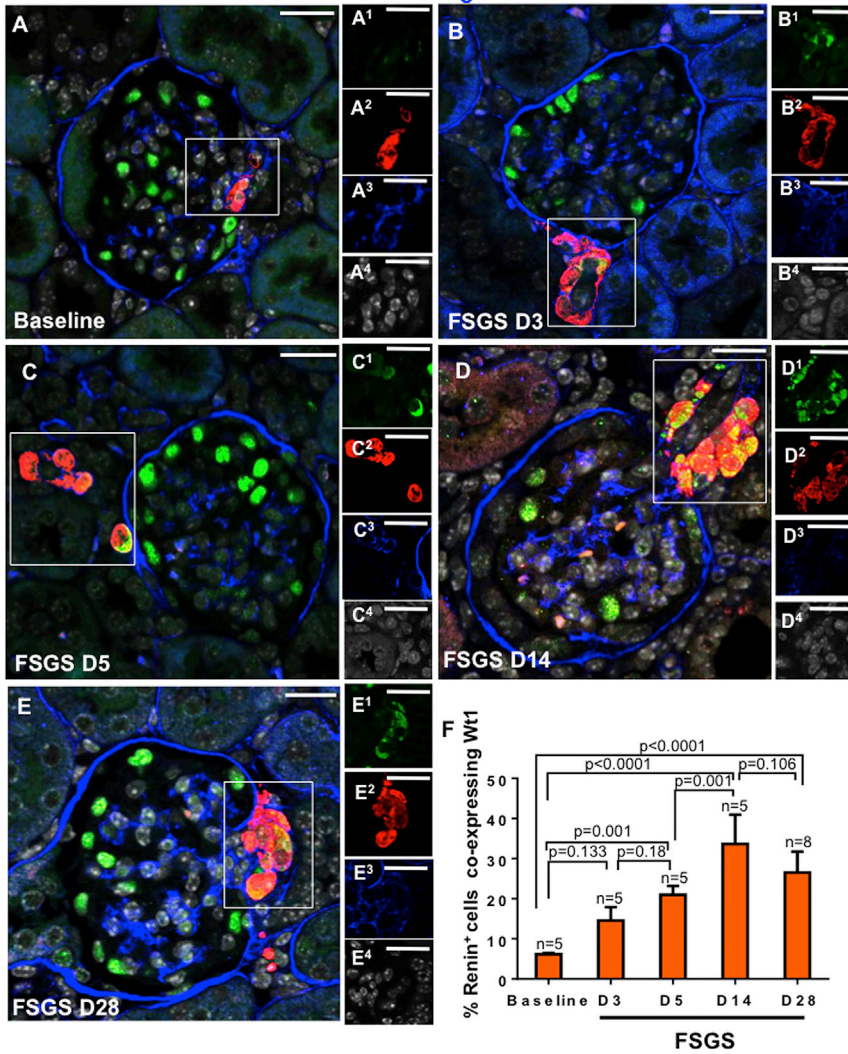 A
A¹
A²
A³
A⁴
Baseline
B
B¹
B²
B³
B⁴
FSGS D3
C
C¹
C²
C³
C⁴
FSGS D5
D
D¹
D²
D³
D⁴
FSGS D14
E
E¹
E²
E³
E⁴
FSGS D28
F
% Renin⁺ cells co-expressing Wt1
p<0.0001
p<0.0001
p=0.106
p=0.001
p=0.001
p=0.133
p=0.18
50
40
30
20
10
0
n=5
n=5
n=5
n=5
n=8
Baseline D3 D5 D14 D28
FSGS